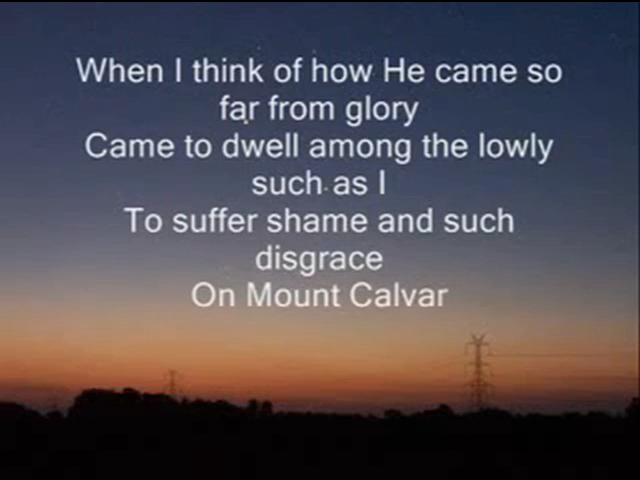 When I think of how He came so
far from glory
Came to dwell among the lowly
such as I
To suffer shame and such
disgrace
On Mount Calvar